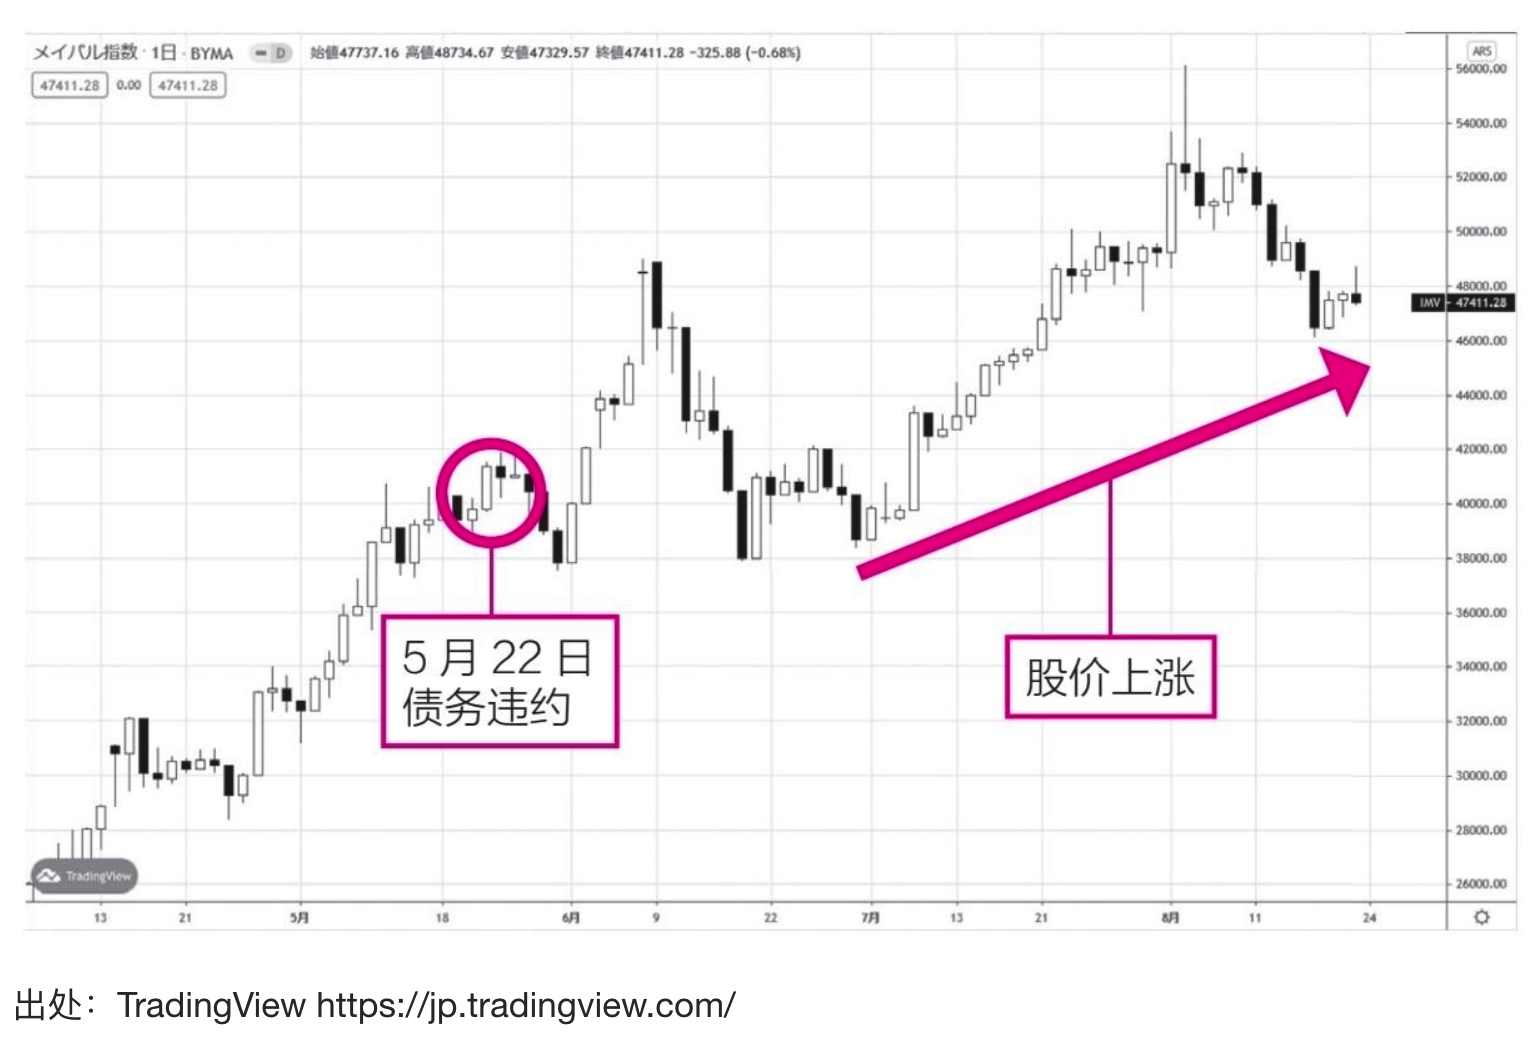 メイバル指数・1日・BYMA D 始値47737.16 高値48734.67 安値47329.57 終値47411.28 −325.88 (−0.68%)
47411.28 0.00 47411.28
ARS
56000.00
54000.00
52000.00
50000.00
48000.00
IMV 47411.28
46000.00
44000.00
42000.00
40000.00
38000.00
36000.00
34000.00
32000.00
30000.00
28000.00
26000.00
5月22日
债务违约
股价上涨
TradingView
13 21 5月 18 6月 9 22 7月 13 21 8月 11 24
出处：TradingView https://jp.tradingview.com/